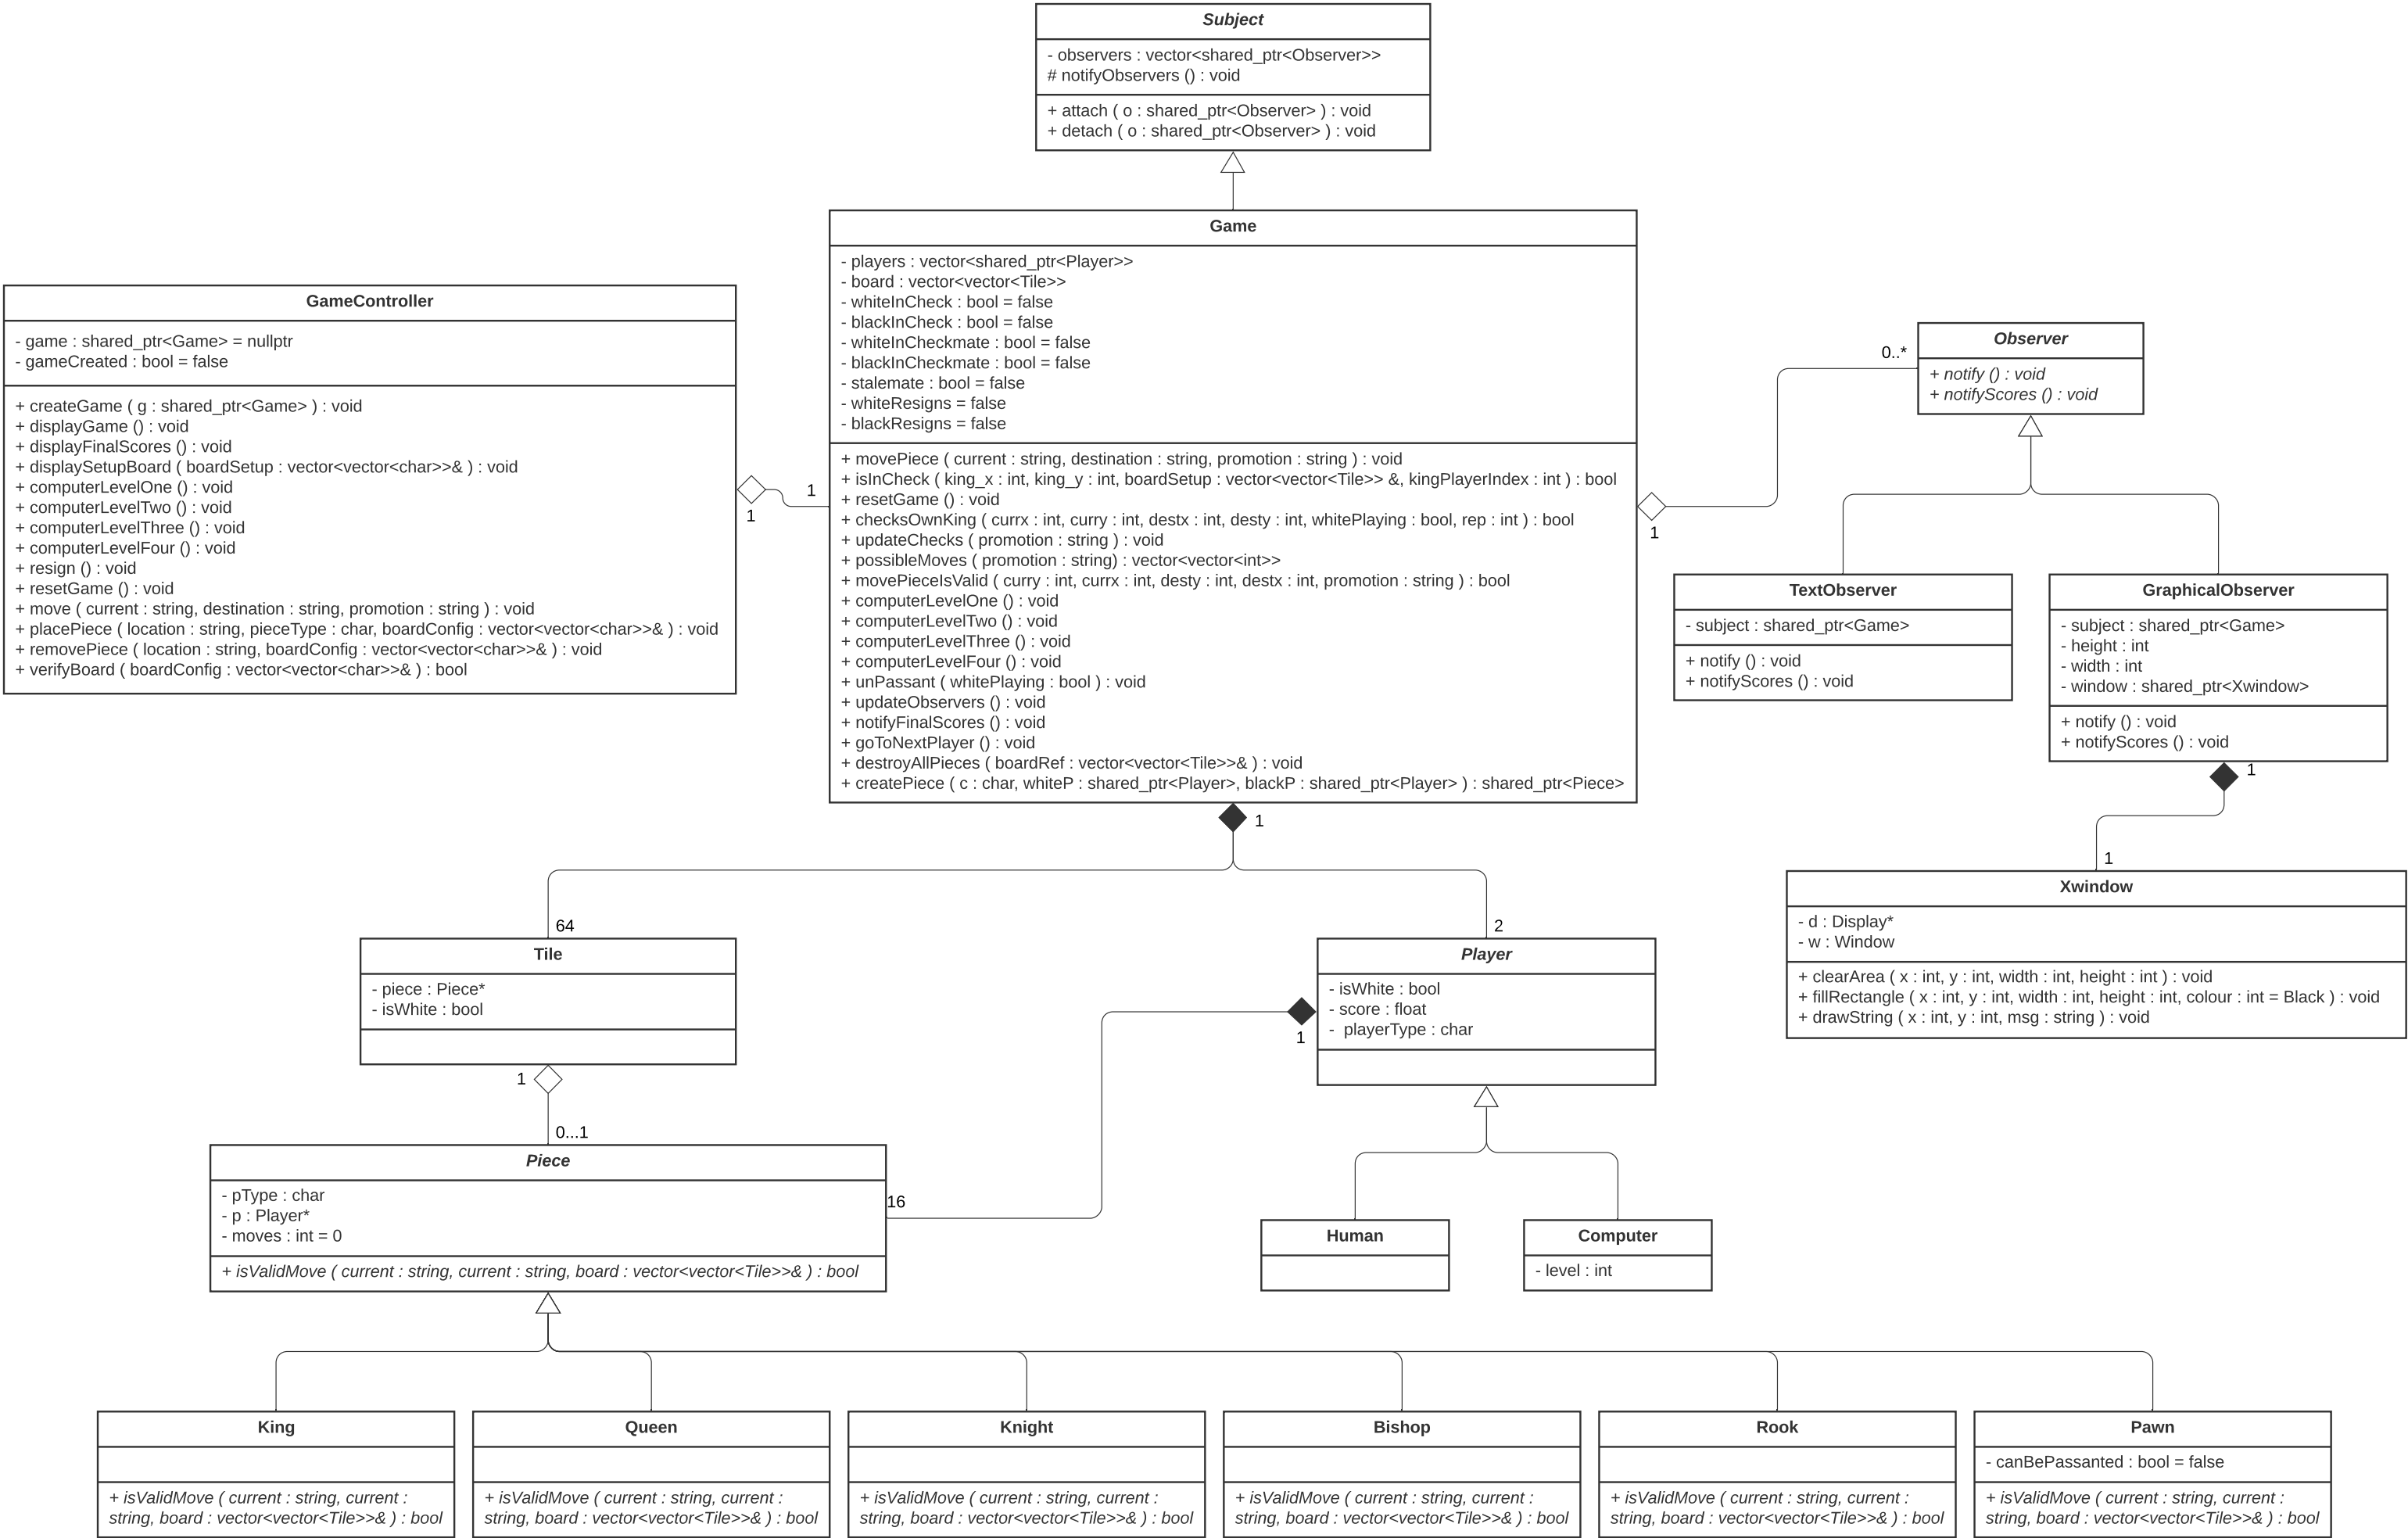 Subject
- observers : vector<shared_ptr<Observer>>
# notifyObservers () : void
+ attach ( o : shared_ptr<Observer> ) : void
+ detach ( o : shared_ptr<Observer> ) : void
Game
- players : vector<shared_ptr<Player>>
- board : vector<vector<Tile>>
- whiteInCheck : bool = false
- blackInCheck : bool = false
- whiteInCheckmate : bool = false
- blackInCheckmate : bool = false
- stalemate : bool = false
- whiteResigns = false
- blackResigns = false
+ movePiece ( current : string, destination : string, promotion : string ) : void
+ isInCheck ( king_x : int, king_y : int, boardSetup : vector<vector<Tile>> &, kingPlayerIndex : int ) : bool
+ resetGame () : void
+ checksOwnKing ( currx : int, curry : int, destx : int, desty : int, whitePlaying : bool, rep : int ) : bool
+ updateChecks ( promotion : string ) : void
+ possibleMoves ( promotion : string) : vector<vector<int>>
+ movePieceIsValid ( curry : int, currx : int, desty : int, destx : int, promotion : string ) : bool
+ computerLevelOne () : void
+ computerLevelTwo () : void
+ computerLevelThree () : void
+ computerLevelFour () : void
+ unPassant ( whitePlaying : bool ) : void
+ updateObservers () : void
+ notifyFinalScores () : void
+ goToNextPlayer () : void
+ destroyAllPieces ( boardRef : vector<vector<Tile>>& ) : void
+ createPiece ( c : char, whiteP : shared_ptr<Player>, blackP : shared_ptr<Player> ) : shared_ptr<Piece>
GameController
- game : shared_ptr<Game> = nullptr
- gameCreated : bool = false
+ createGame ( g : shared_ptr<Game> ) : void
+ displayGame () : void
+ displayFinalScores () : void
+ displaySetupBoard ( boardSetup : vector<vector<char>>& ) : void
+ computerLevelOne () : void
+ computerLevelTwo () : void
+ computerLevelThree () : void
+ computerLevelFour () : void
+ resign () : void
+ resetGame () : void
+ move ( current : string, destination : string, promotion : string ) : void
+ placePiece ( location : string, pieceType : char, boardConfig : vector<vector<char>>& ) : void
+ removePiece ( location : string, boardConfig : vector<vector<char>>& ) : void
+ verifyBoard ( boardConfig : vector<vector<char>>& ) : bool
1
1
0..*
1
Observer
+ notify () : void
+ notifyScores () : void
TextObserver
- subject : shared_ptr<Game>
+ notify () : void
+ notifyScores () : void
GraphicalObserver
- subject : shared_ptr<Game>
- height : int
- width : int
- window : shared_ptr<Xwindow>
+ notify () : void
+ notifyScores () : void
1
1
Xwindow
- d : Display*
- w : Window
+ clearArea ( x : int, y : int, width : int, height : int ) : void
+ fillRectangle ( x : int, y : int, width : int, height : int, colour : int = Black ) : void
+ drawString ( x : int, y : int, msg : string ) : void
1
64
2
Tile
- piece : Piece*
- isWhite : bool
Player
- isWhite : bool
- score : float
- playerType : char
1
1
0...1
16
Piece
- pType : char
- p : Player*
- moves : int = 0
+ isValidMove ( current : string, current : string, board : vector<vector<Tile>>& ) : bool
Human
Computer
- level : int
King
+ isValidMove ( current : string, current :
string, board : vector<vector<Tile>>& ) : bool
Queen
+ isValidMove ( current : string, current :
string, board : vector<vector<Tile>>& ) : bool
Knight
+ isValidMove ( current : string, current :
string, board : vector<vector<Tile>>& ) : bool
Bishop
+ isValidMove ( current : string, current :
string, board : vector<vector<Tile>>& ) : bool
Rook
+ isValidMove ( current : string, current :
string, board : vector<vector<Tile>>& ) : bool
Pawn
- canBePassanted : bool = false
+ isValidMove ( current : string, current :
string, board : vector<vector<Tile>>& ) : bool